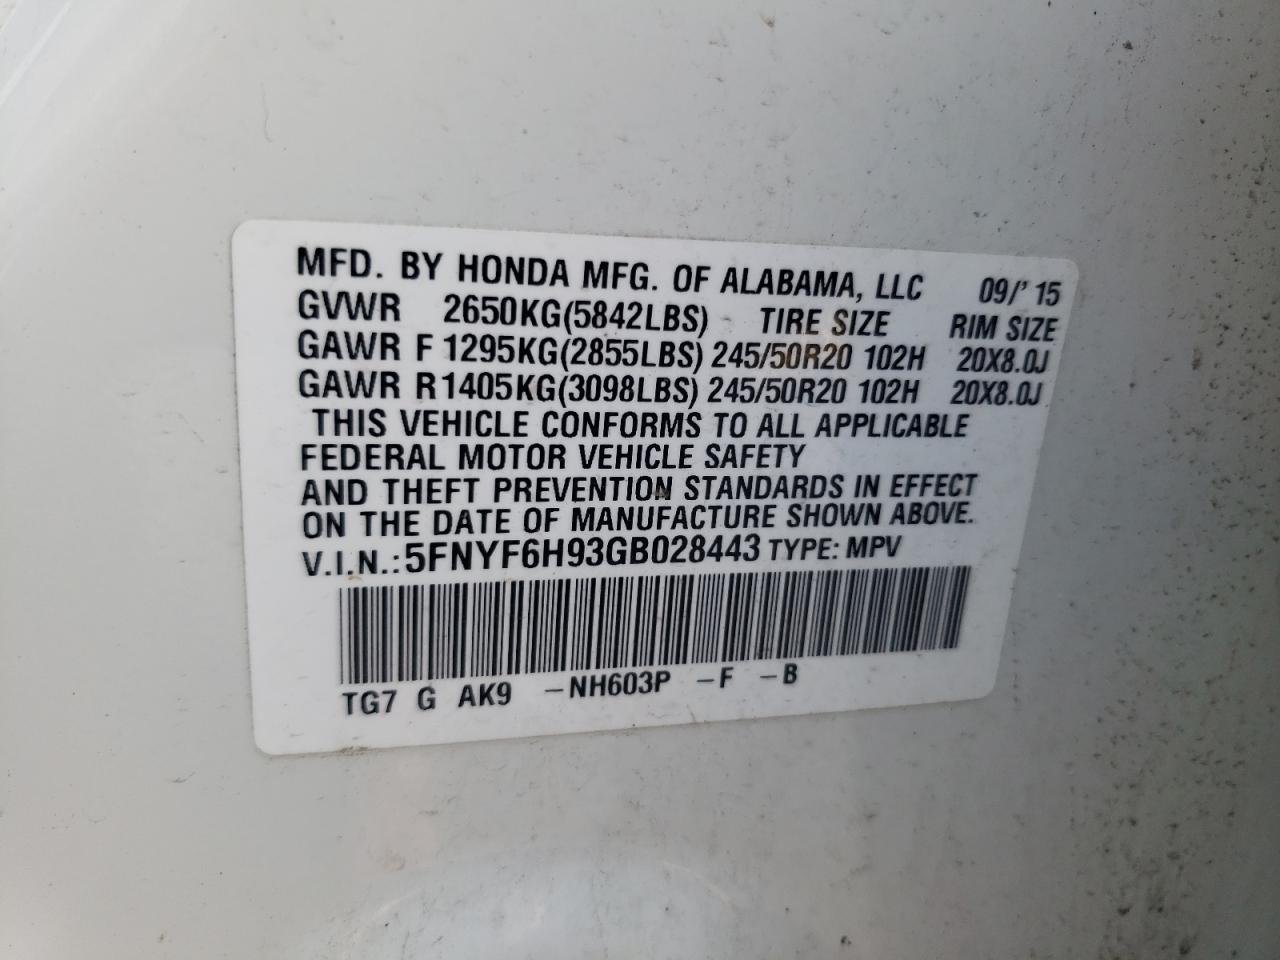 MFD. BY HONDA MFG. OF ALABAMA, LLC 09/' 15
GVWR 2650KG(5842LBS) TIRE SIZE RIM SIZE
GAWR F 1295KG(2855LBS) 245/50R20 102H 20X8.0J
GAWR R 1405KG(3098LBS) 245/50R20 102H 20X8.0J
THIS VEHICLE CONFORMS TO ALL APPLICABLE
FEDERAL MOTOR VEHICLE SAFETY
AND THEFT PREVENTION STANDARDS IN EFFECT
ON THE DATE OF MANUFACTURE SHOWN ABOVE.
V.I.N.: 5FNYF6H93GB028443 TYPE: MPV
TG7 G AK9 -NH603P -F -B